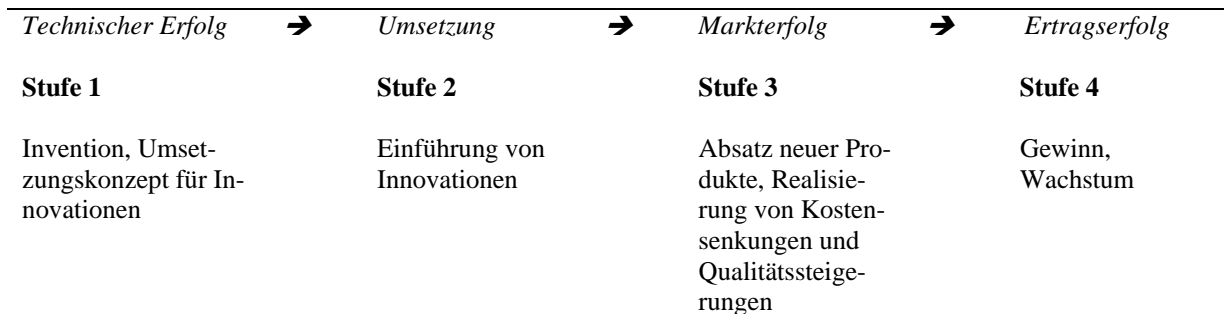 Technischer Erfolg ➔ Umsetzung ➔ Markterfolg ➔ Ertragserfolg
Stufe 1 Stufe 2 Stufe 3 Stufe 4
Invention, Umset- Einführung von Absatz neuer Pro- Gewinn,
zungskonzept für In- Innovationen dukte, Realisie- Wachstum
novationen rung von Kosten-
senkungen und
Qualitätssteige-
rungen